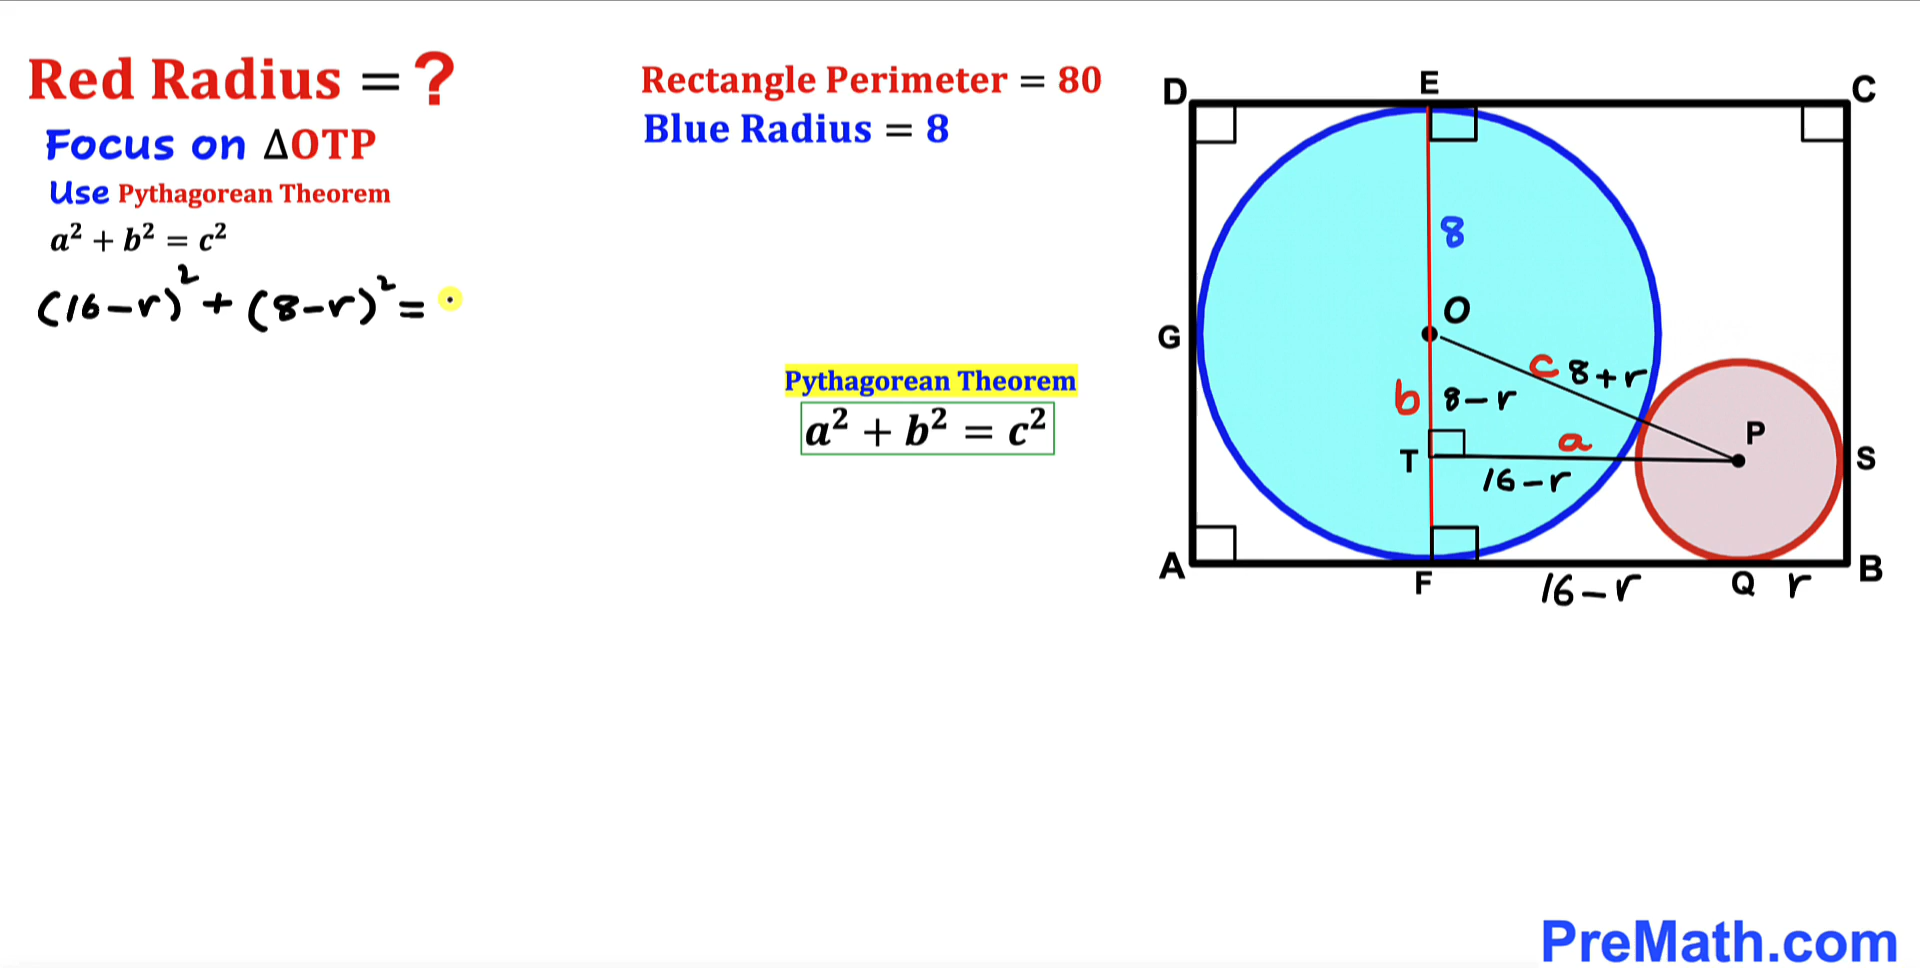 Red Radius = ?
Focus on ΔOTP
Use Pythagorean Theorem
a² + b² = c²
(16-r)² + (8-r)² =
Rectangle Perimeter = 80
Blue Radius = 8
Pythagorean Theorem
a² + b² = c²
D E C
8
O
G
c 8+r
b 8-r
a
P
T
S
16-r
A F 16-r Q r B
PreMath.com